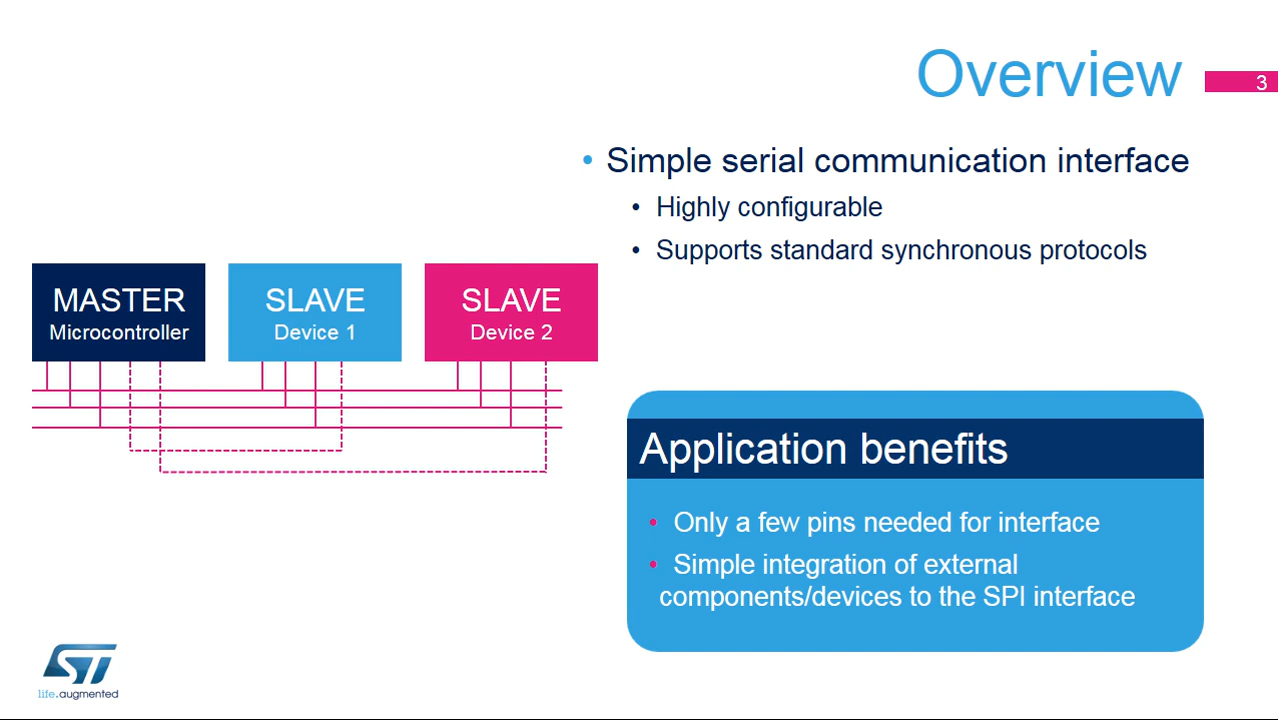 Overview
3
• Simple serial communication interface
• Highly configurable
• Supports standard synchronous protocols
MASTER
Microcontroller
SLAVE
Device 1
SLAVE
Device 2
Application benefits
• Only a few pins needed for interface
• Simple integration of external
components/devices to the SPI interface
ST
life.augmented